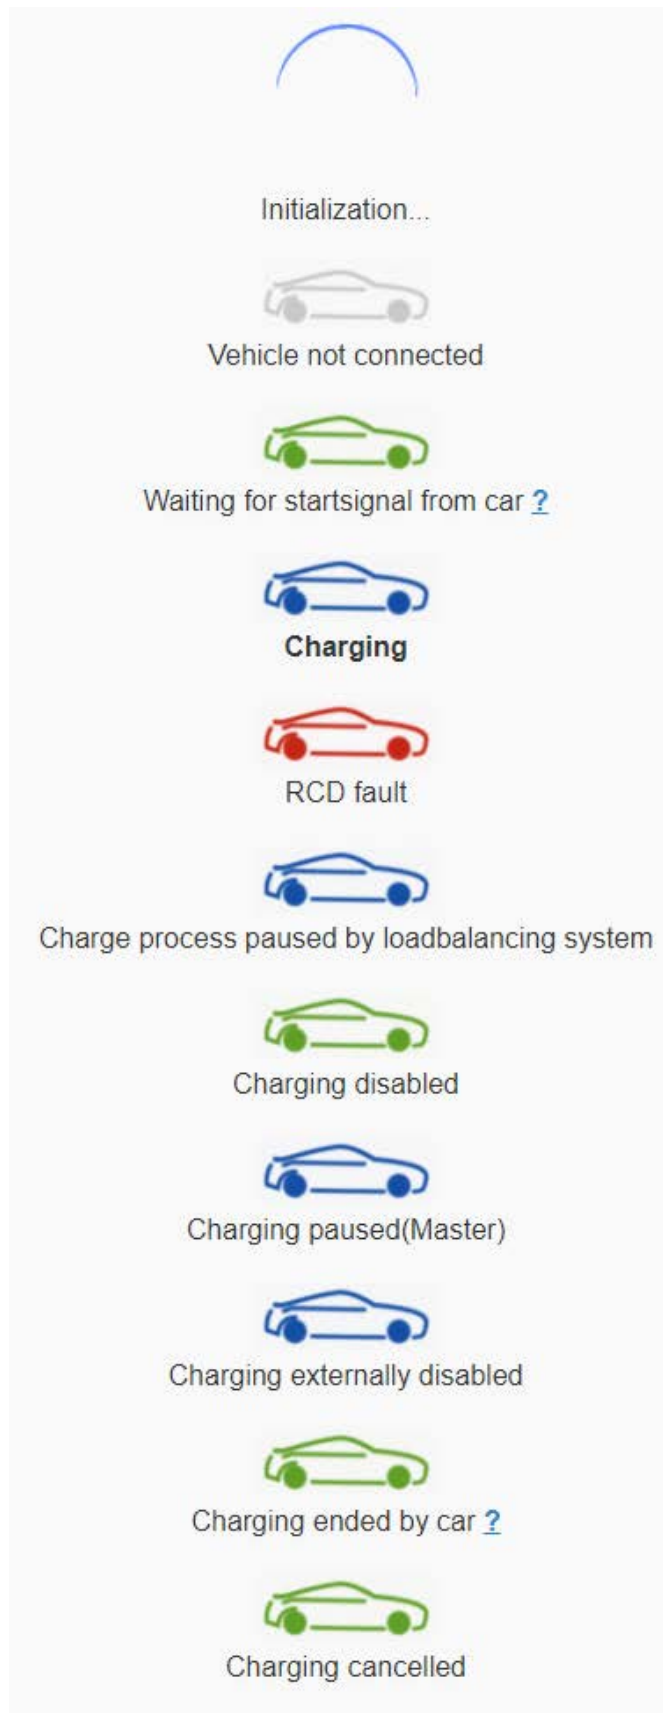 Initialization...
Vehicle not connected
Waiting for startsignal from car ?
Charging
RCD fault
Charge process paused by loadbalancing system
Charging disabled
Charging paused(Master)
Charging externally disabled
Charging ended by car ?
Charging cancelled